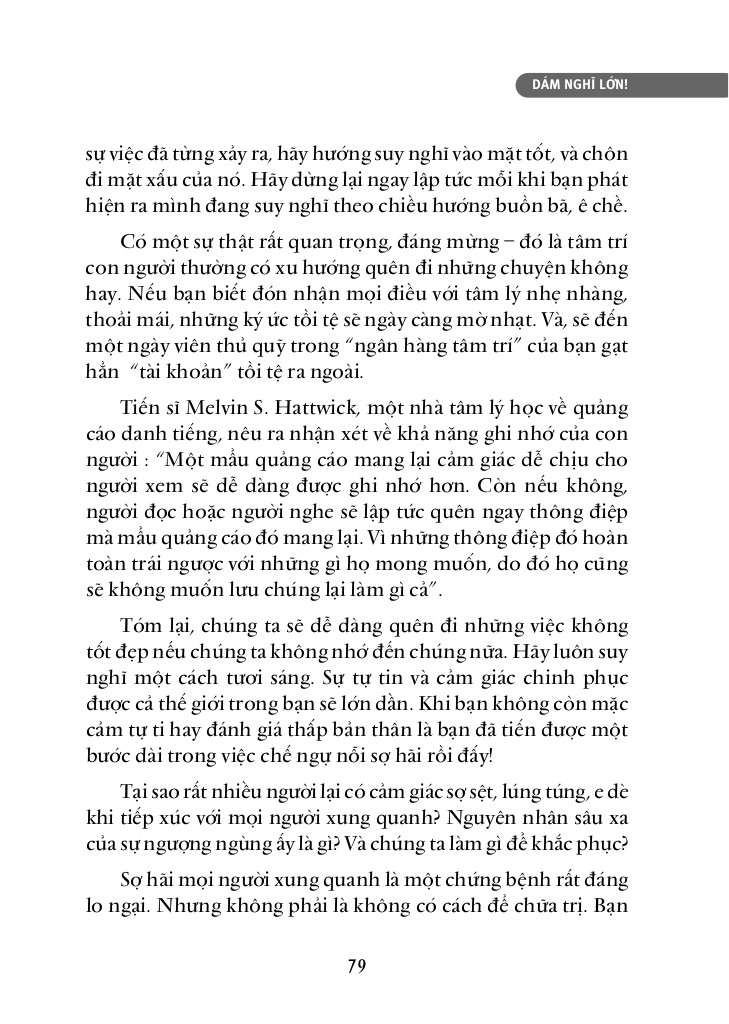 DÁM NGHĨ LỚN!
sự việc đã từng xảy ra, hãy hướng suy nghĩ vào mặt tốt, và chôn
đi mặt xấu của nó. Hãy dừng lại ngay lập tức mỗi khi bạn phát
hiện ra mình đang suy nghĩ theo chiều hướng buồn bã, ê chề.
Có một sự thật rất quan trọng, đáng mừng – đó là tâm trí
con người thường có xu hướng quên đi những chuyện không
hay. Nếu bạn biết đón nhận mọi điều với tâm lý nhẹ nhàng,
thoải mái, những ký ức tồi tệ sẽ ngày càng mờ nhạt. Và, sẽ đến
một ngày viên thủ quỹ trong “ngân hàng tâm trí” của bạn gạt
hẳn “tài khoản” tồi tệ ra ngoài.
Tiến sĩ Melvin S. Hattwick, một nhà tâm lý học về quảng
cáo danh tiếng, nêu ra nhận xét về khả năng ghi nhớ của con
người : “Một mẩu quảng cáo mang lại cảm giác dễ chịu cho
người xem sẽ dễ dàng được ghi nhớ hơn. Còn nếu không,
người đọc hoặc người nghe sẽ lập tức quên ngay thông điệp
mà mẩu quảng cáo đó mang lại. Vì những thông điệp đó hoàn
toàn trái ngược với những gì họ mong muốn, do đó họ cũng
sẽ không muốn lưu chúng lại làm gì cả”.
Tóm lại, chúng ta sẽ dễ dàng quên đi những việc không
tốt đẹp nếu chúng ta không nhớ đến chúng nữa. Hãy luôn suy
nghĩ một cách tươi sáng. Sự tự tin và cảm giác chinh phục
được cả thế giới trong bạn sẽ lớn dần. Khi bạn không còn mặc
cảm tự ti hay đánh giá thấp bản thân là bạn đã tiến được một
bước dài trong việc chế ngự nỗi sợ hãi rồi đấy!
Tại sao rất nhiều người lại có cảm giác sợ sệt, lúng túng, e dè
khi tiếp xúc với mọi người xung quanh? Nguyên nhân sâu xa
của sự ngượng ngùng ấy là gì? Và chúng ta làm gì để khắc phục?
Sợ hãi mọi người xung quanh là một chứng bệnh rất đáng
lo ngại. Nhưng không phải là không có cách để chữa trị. Bạn
79